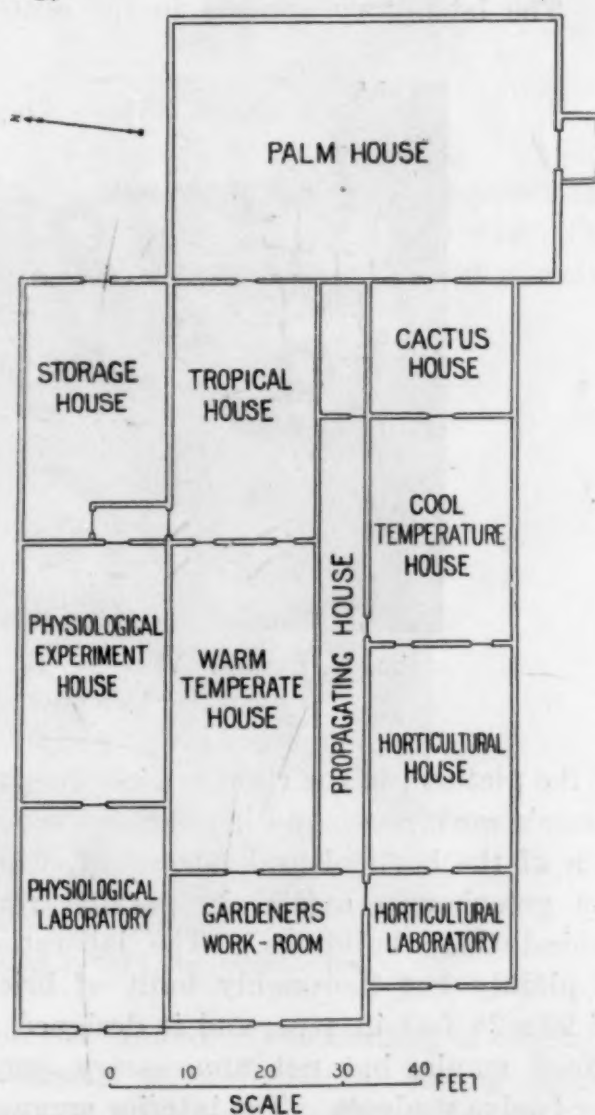 N
PALM HOUSE
STORAGE
HOUSE
TROPICAL
HOUSE
CACTUS
HOUSE
COOL
TEMPERATURE
HOUSE
PHYSIOLOGICAL
EXPERIMENT
HOUSE
WARM
TEMPERATE
HOUSE
PROPAGATING HOUSE
HORTICULTURAL
HOUSE
PHYSIOLOGICAL
LABORATORY
GARDENERS'
WORK-ROOM
HORTICULTURAL
LABORATORY
0 10 20 30 40 FEET
SCALE